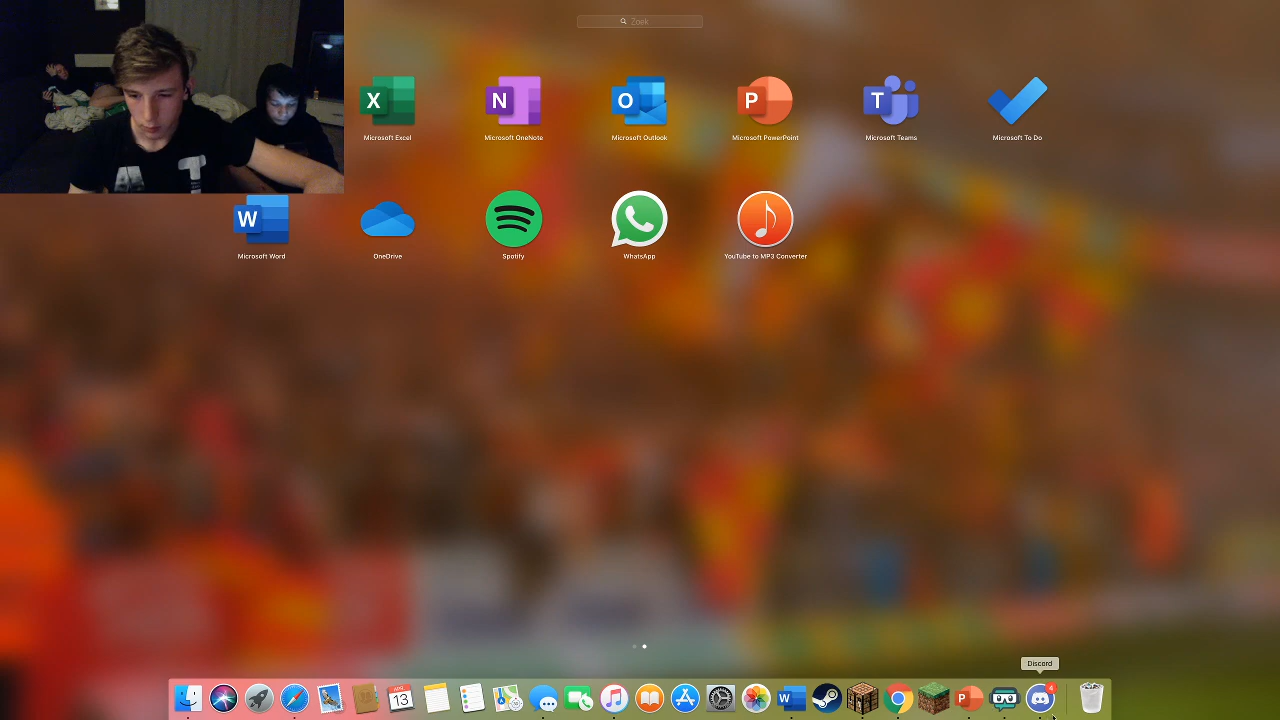 Zoek
X
N
O
P
T
Microsoft Excel
Microsoft OneNote
Microsoft Outlook
Microsoft PowerPoint
Microsoft Teams
Microsoft To Do
W
Microsoft Word
OneDrive
Spotify
WhatsApp
YouTube to MP3 Converter
Discord
13
W
P
4